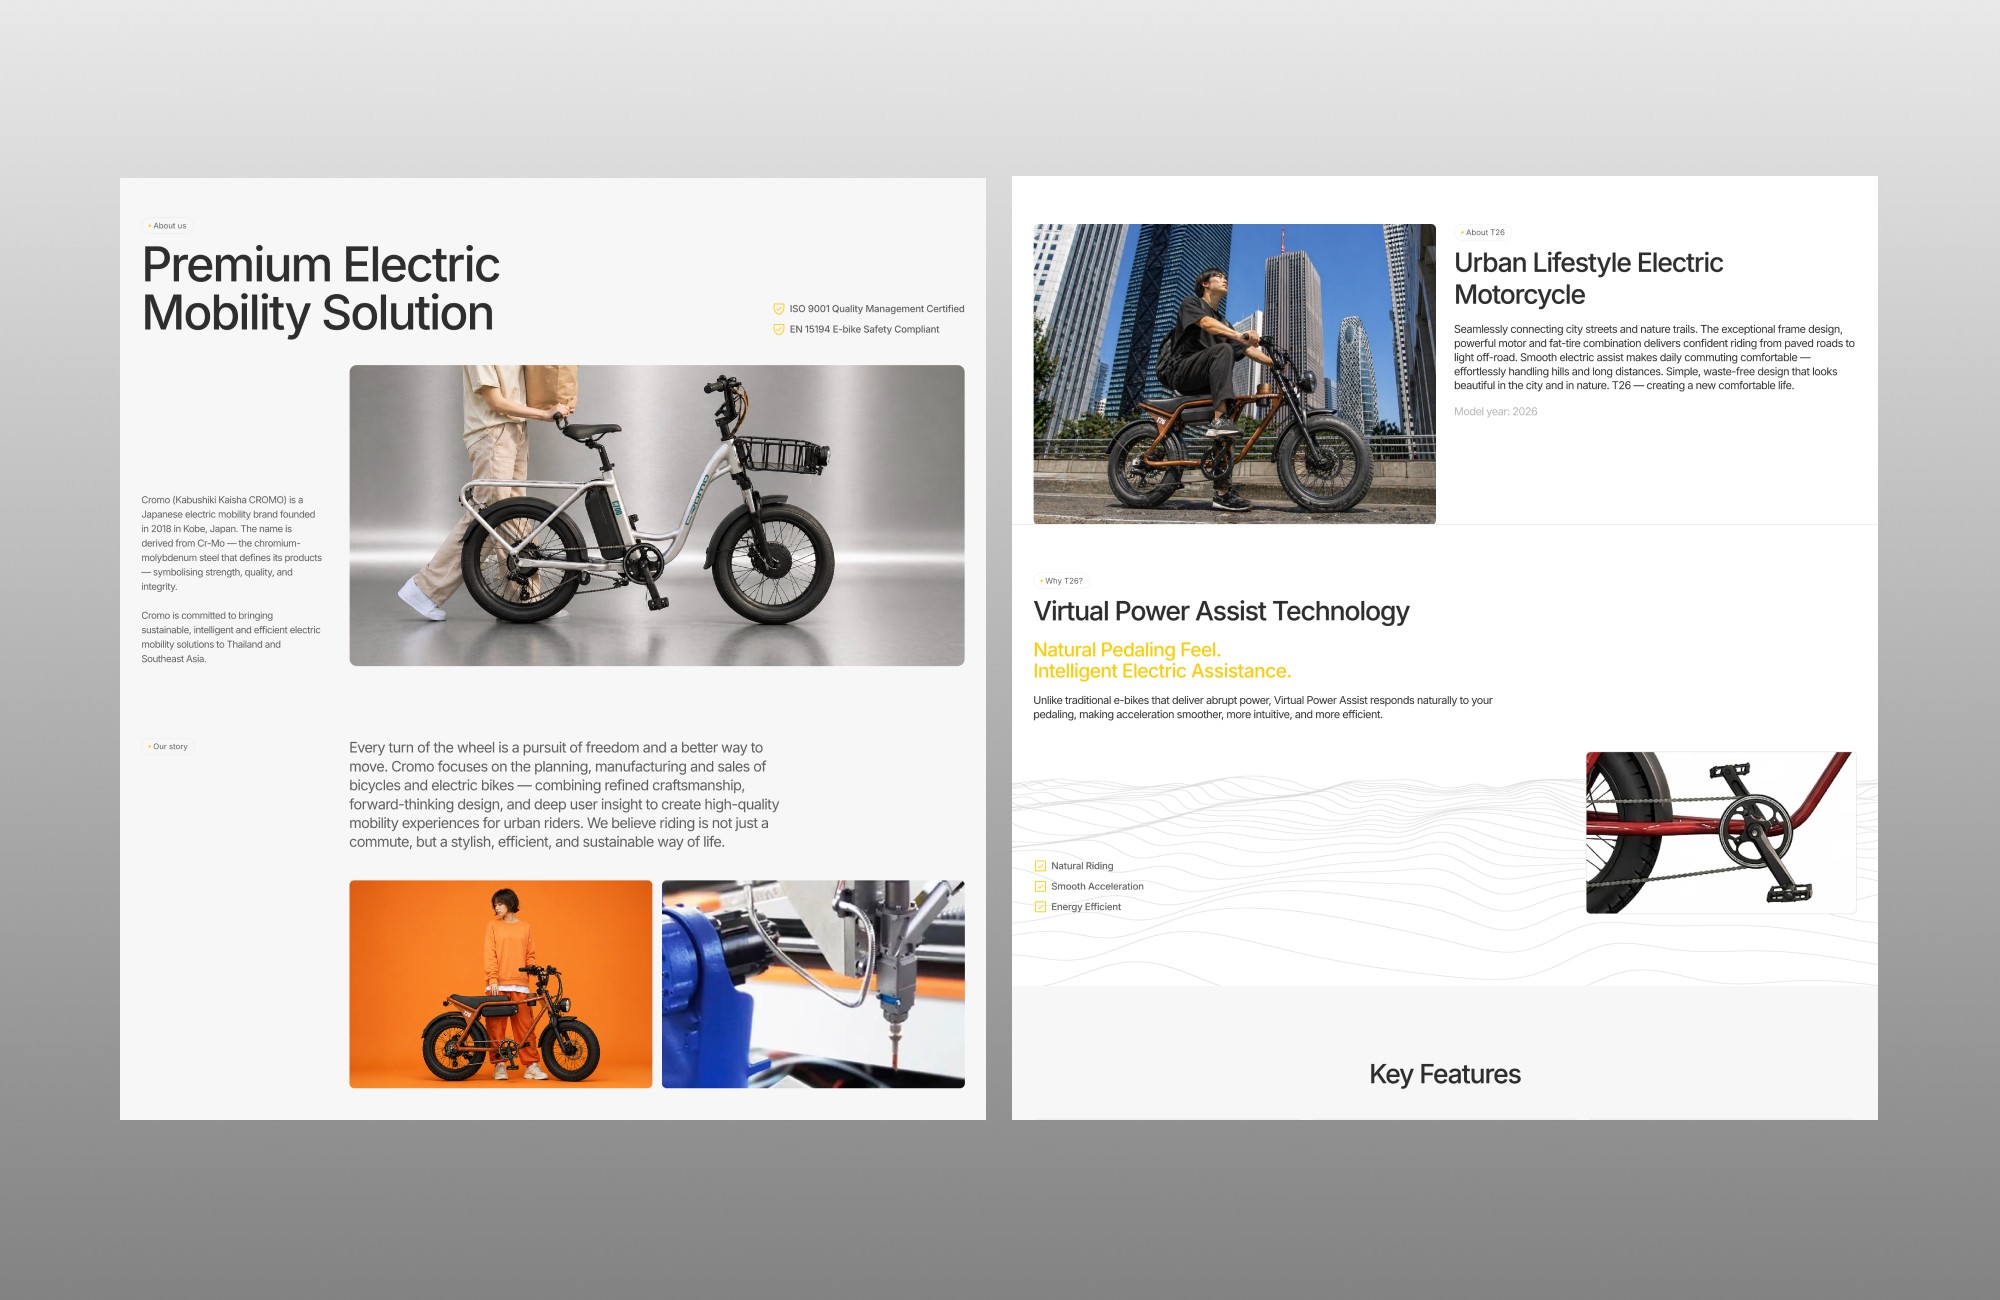 About us
Premium Electric
Mobility Solution
ISO 9001 Quality Management Certified
EN 15194 E-bike Safety Compliant
Cromo (Kabushiki Kaisha CROMO) is a
Japanese electric mobility brand founded
in 2018 in Kobe, Japan. The name is
derived from Cr-Mo — the chromium-
molybdenum steel that defines its products
— symbolising strength, quality, and
integrity.
Cromo is committed to bringing
sustainable, intelligent and efficient electric
mobility solutions to Thailand and
Southeast Asia.
Our story
Every turn of the wheel is a pursuit of freedom and a better way to
move. Cromo focuses on the planning, manufacturing and sales of
bicycles and electric bikes — combining refined craftsmanship,
forward-thinking design, and deep user insight to create high-quality
mobility experiences for urban riders. We believe riding is not just a
commute, but a stylish, efficient, and sustainable way of life.
T26
About T26
Urban Lifestyle Electric
Motorcycle
Seamlessly connecting city streets and nature trails. The exceptional frame design,
powerful motor and fat-tire combination delivers confident riding from paved roads to
light off-road. Smooth electric assist makes daily commuting comfortable —
effortlessly handling hills and long distances. Simple, waste-free design that looks
beautiful in the city and in nature. T26 — creating a new comfortable life.
Model year: 2026
T26
Why T26?
Virtual Power Assist Technology
Natural Pedaling Feel.
Intelligent Electric Assistance.
Unlike traditional e-bikes that deliver abrupt power, Virtual Power Assist responds naturally to your
pedaling, making acceleration smoother, more intuitive, and more efficient.
Natural Riding
Smooth Acceleration
Energy Efficient
Key Features